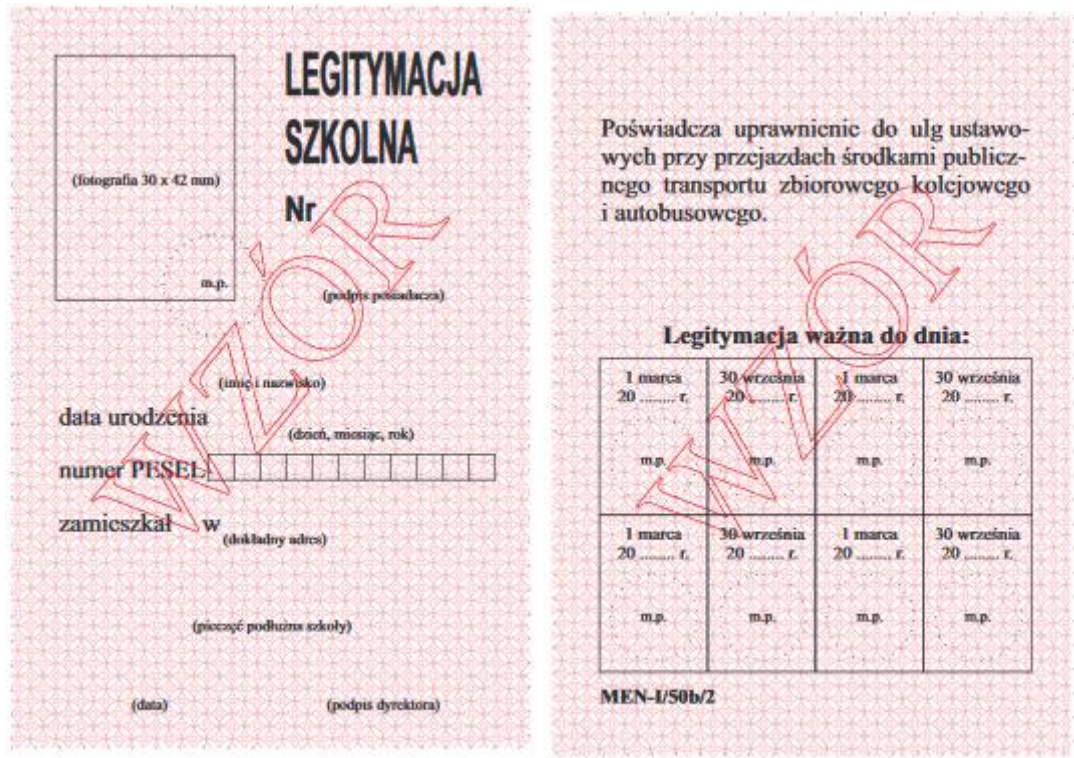 LEGITYMACJA
SZKOLNA
(fotografia 30 x 42 mm)
Nr
m.p.
(podpis posiadacza)
(imię i nazwisko)
data urodzenia
(dzień, miesiąc, rok)
numer PESEL
zamieszkał w
(dokładny adres)
(pieczęć podłużna szkoły)
(data) (podpis dyrektora)
WZÓR
Poświadcza uprawnienie do ulg ustawo-
wych przy przejazdach środkami publicz-
nego transportu zbiorowego kolejowego
i autobusowego.
Legitymacja ważna do dnia:
1 marca 30 września 1 marca 30 września
20 ........ r. 20 ........ r. 20 ........ r. 20 ........ r.
m.p. m.p. m.p. m.p.
1 marca 30 września 1 marca 30 września
20 ........ r. 20 ........ r. 20 ........ r. 20 ........ r.
m.p. m.p. m.p. m.p.
MEN-I/50b/2
WZÓR